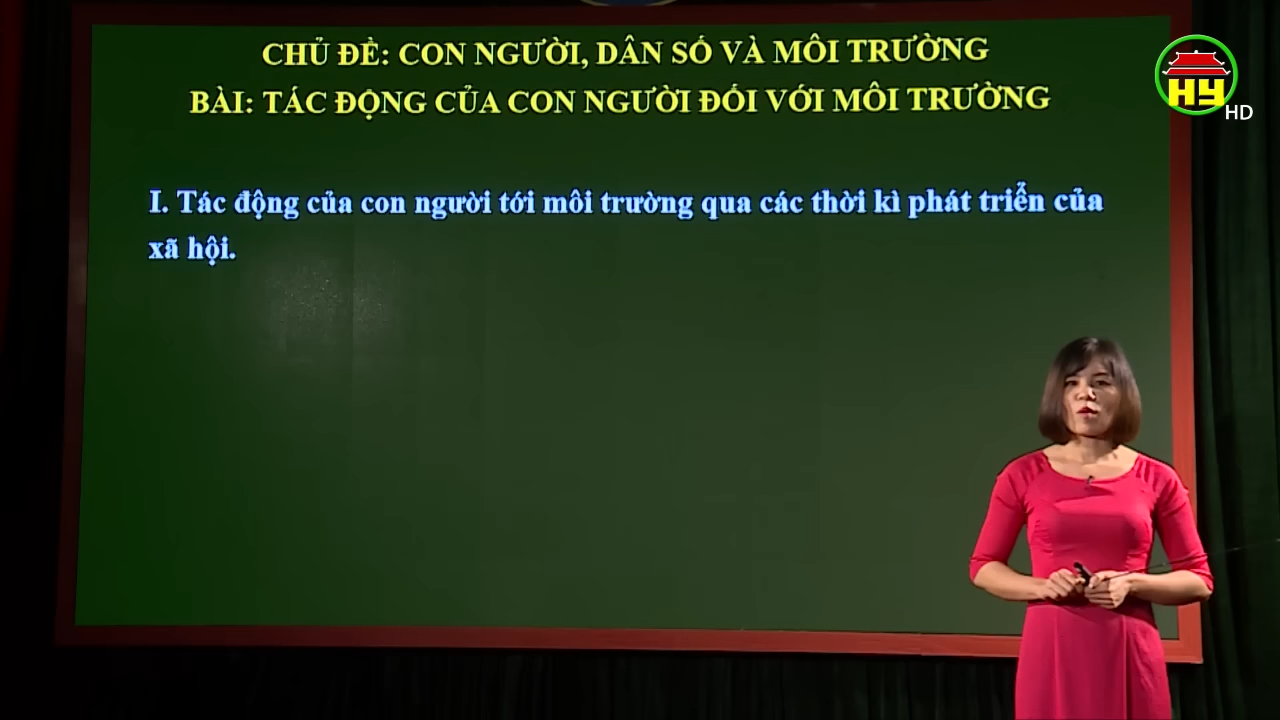 CHỦ ĐỀ: CON NGƯỜI, DÂN SỐ VÀ MÔI TRƯỜNG
BÀI: TÁC ĐỘNG CỦA CON NGƯỜI ĐỐI VỚI MÔI TRƯỜNG
HY
HD
I. Tác động của con người tới môi trường qua các thời kì phát triển của
xã hội.